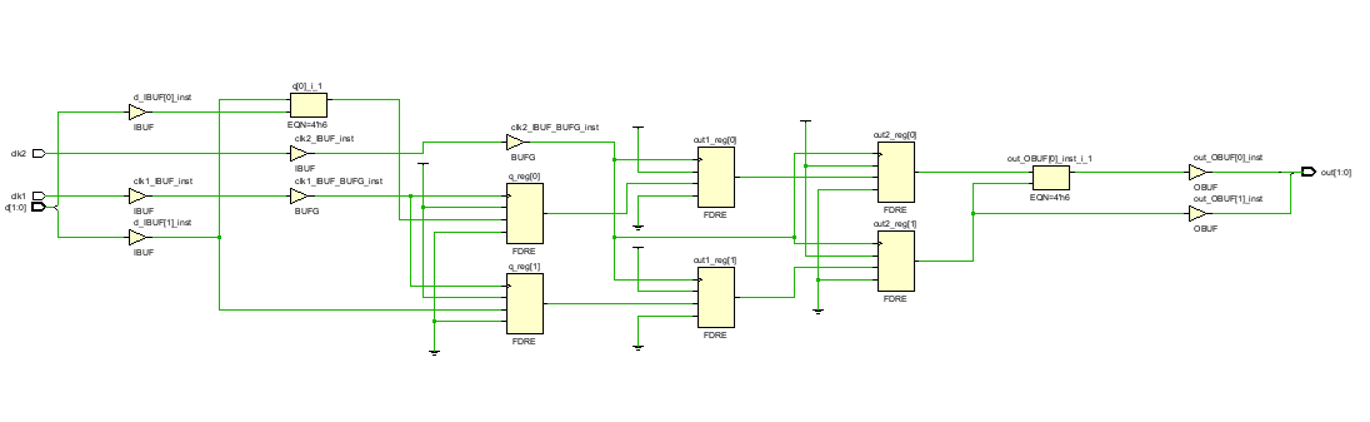 d_IBUF[0]_inst
IBUF
q[0]_i_1
EQN=4'h6
clk2
clk2_IBUF_inst
IBUF
clk2_IBUF_BUFG_inst
BUFG
clk1
d[1:0]
clk1_IBUF_inst
IBUF
clk1_IBUF_BUFG_inst
BUFG
d_IBUF[1]_inst
IBUF
q_reg[0]
FDRE
q_reg[1]
FDRE
out1_reg[0]
FDRE
out1_reg[1]
FDRE
out2_reg[0]
FDRE
out2_reg[1]
FDRE
out_OBUF[0]_inst_i_1
EQN=4'h6
out_OBUF[0]_inst
OBUF
out_OBUF[1]_inst
OBUF
out[1:0]